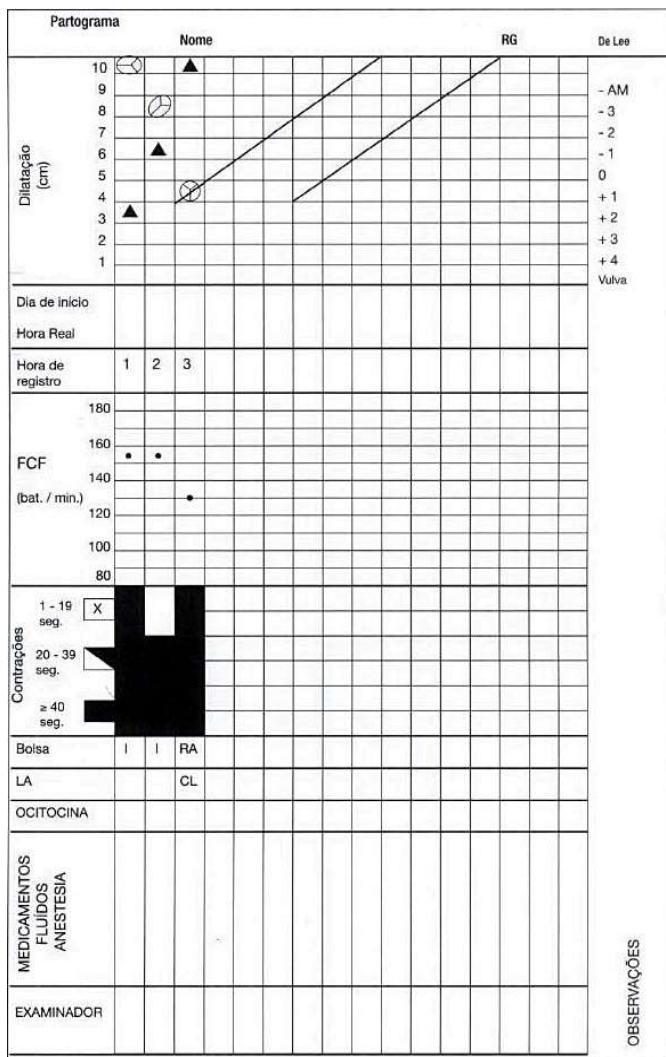 Partograma
Nome RG De Lee
10
9 - AM
8 - 3
7 - 2
6 - 1
5 0
4 + 1
3 + 2
2 + 3
1 + 4
Vulva
Dilatação
(cm)
Dia de início
Hora Real
Hora de
registro 1 2 3
180
160
FCF
140
(bat. / min.)
120
100
80
Contrações
1 - 19 X
seg.
20 - 39
seg.
≥ 40
seg.
Bolsa I I RA
LA CL
OCITOCINA
MEDICAMENTOS
FLUÍDOS
ANESTESIA
EXAMINADOR
OBSERVAÇÕES